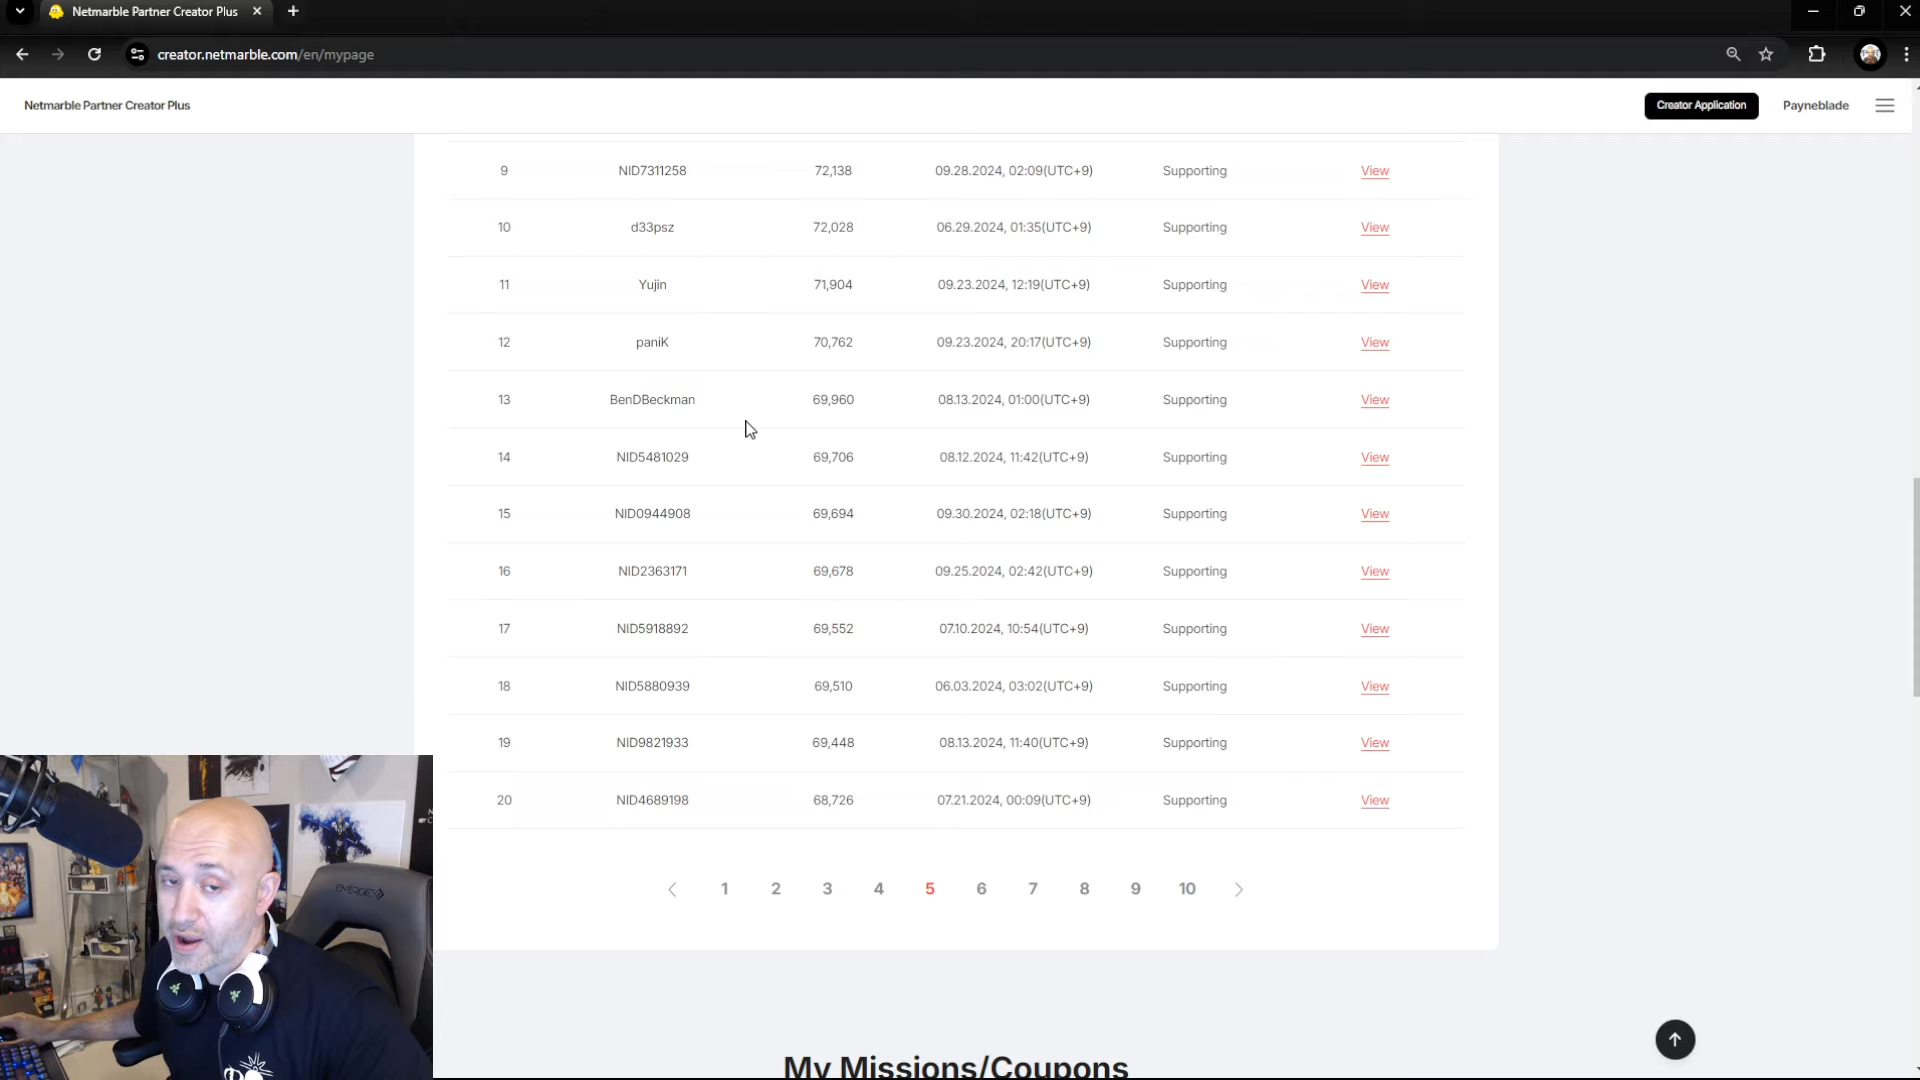 Netmarble Partner Creator Plus
creator.netmarble.com/en/mypage
Netmarble Partner Creator Plus
Creator Application
Payneblade
9 NID7311258 72,138 09.28.2024, 02:09(UTC+9) Supporting View
10 d33psz 72,028 06.29.2024, 01:35(UTC+9) Supporting View
11 Yujin 71,904 09.23.2024, 12:19(UTC+9) Supporting View
12 paniK 70,762 09.23.2024, 20:17(UTC+9) Supporting View
13 BenDBeckman 69,960 08.13.2024, 01:00(UTC+9) Supporting View
14 NID5481029 69,706 08.12.2024, 11:42(UTC+9) Supporting View
15 NID0944908 69,694 09.30.2024, 02:18(UTC+9) Supporting View
16 NID2363171 69,678 09.25.2024, 02:42(UTC+9) Supporting View
17 NID5918892 69,552 07.10.2024, 10:54(UTC+9) Supporting View
18 NID5880939 69,510 06.03.2024, 03:02(UTC+9) Supporting View
19 NID9821933 69,448 08.13.2024, 11:40(UTC+9) Supporting View
20 NID4689198 68,726 07.21.2024, 00:09(UTC+9) Supporting View
1 2 3 4 5 6 7 8 9 10
My Missions/Coupons